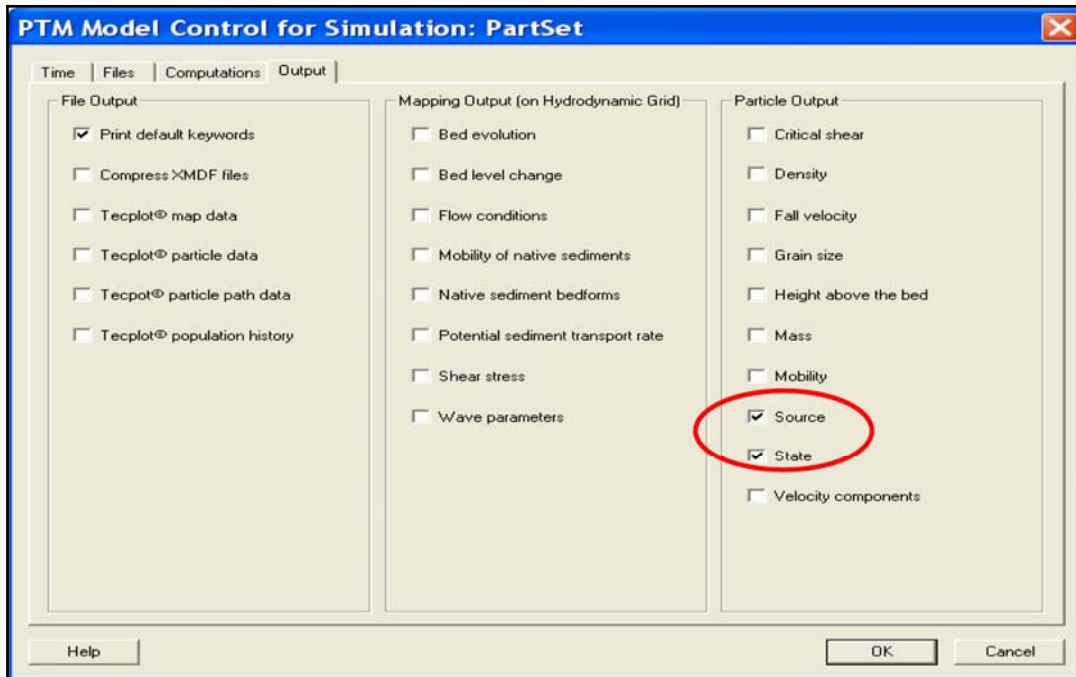 PTM Model Control for Simulation: PartSet
Time
Files
Computations
Output
File Output
Print default keywords
Compress XMDF files
Tecplot® map data
Tecplot® particle data
Tecpot® particle path data
Tecplot® population history
Mapping Output (on Hydrodynamic Grid)
Bed evolution
Bed level change
Flow conditions
Mobility of native sediments
Native sediment bedforms
Potential sediment transport rate
Shear stress
Wave parameters
Particle Output
Critical shear
Density
Fall velocity
Grain size
Height above the bed
Mass
Mobility
Source
State
Velocity components
Help
OK
Cancel